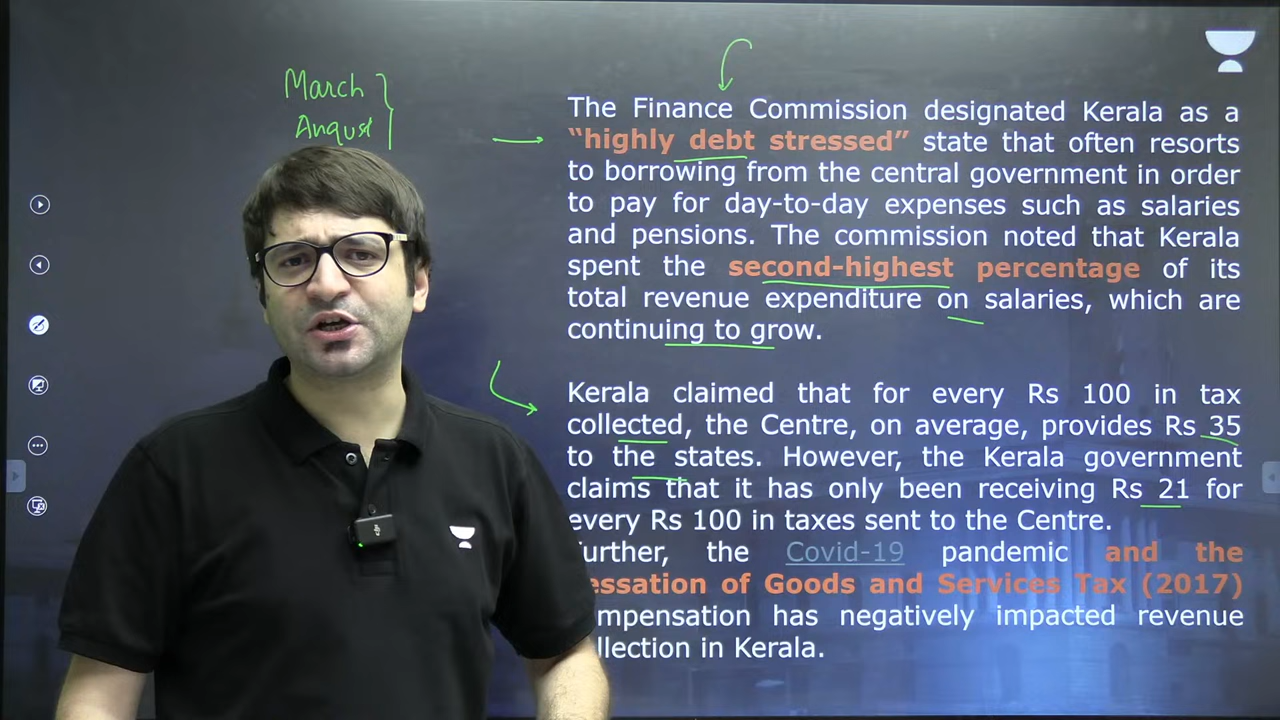 March
August
The Finance Commission designated Kerala as a
“highly debt stressed” state that often resorts
to borrowing from the central government in order
to pay for day-to-day expenses such as salaries
and pensions. The commission noted that Kerala
spent the second-highest percentage of its
total revenue expenditure on salaries, which are
continuing to grow.
Kerala claimed that for every Rs 100 in tax
collected, the Centre, on average, provides Rs 35
to the states. However, the Kerala government
claims that it has only been receiving Rs 21 for
every Rs 100 in taxes sent to the Centre.
urther, the Covid-19 pandemic and the
essation of Goods and Services Tax (2017)
mpensation has negatively impacted revenue
llection in Kerala.